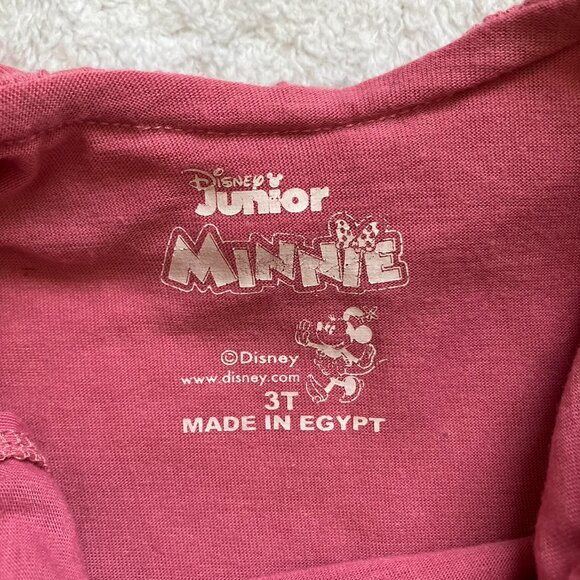 Disney
Junior
MINNIE
©Disney
www.disney.com
3T
MADE IN EGYPT